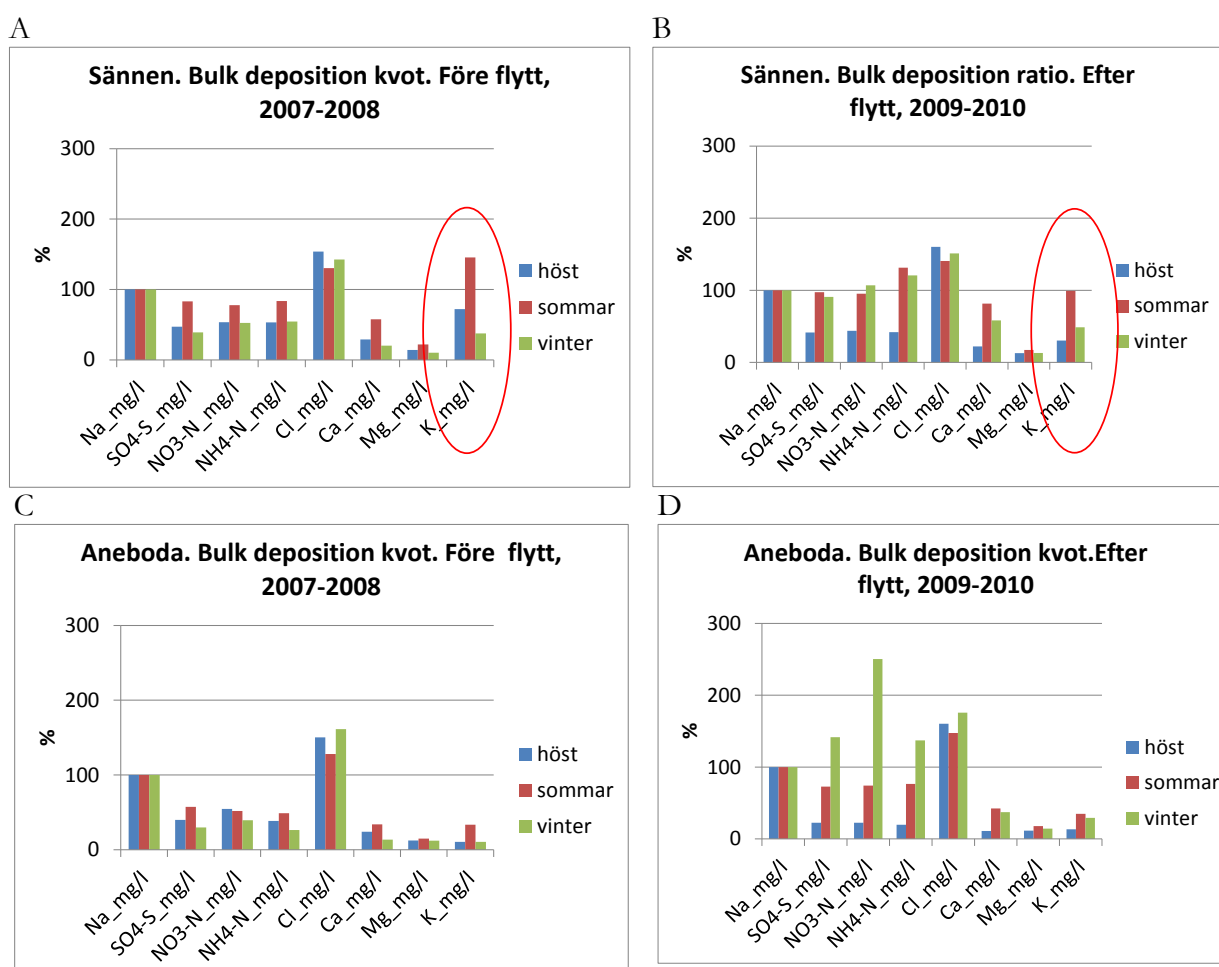 A
Sännen. Bulk deposition kvot. Före flytt,
2007-2008
300
200
100
0
%
höst
sommar
vinter
Na_mg/l
SO4-S_mg/l
NO3-N_mg/l
NH4-N_mg/l
Cl_mg/l
Ca_mg/l
Mg_mg/l
K_mg/l
B
Sännen. Bulk deposition ratio. Efter
flytt, 2009-2010
300
200
100
0
%
höst
sommar
vinter
Na_mg/l
SO4-S_mg/l
NO3-N_mg/l
NH4-N_mg/l
Cl_mg/l
Ca_mg/l
Mg_mg/l
K_mg/l
C
Aneboda. Bulk deposition kvot. Före flytt,
2007-2008
300
200
100
0
%
höst
sommar
vinter
Na_mg/l
SO4-S_mg/l
NO3-N_mg/l
NH4-N_mg/l
Cl_mg/l
Ca_mg/l
Mg_mg/l
K_mg/l
D
Aneboda. Bulk deposition kvot.Efter
flytt, 2009-2010
300
200
100
0
%
höst
sommar
vinter
Na_mg/l
SO4-S_mg/l
NO3-N_mg/l
NH4-N_mg/l
Cl_mg/l
Ca_mg/l
Mg_mg/l
K_mg/l